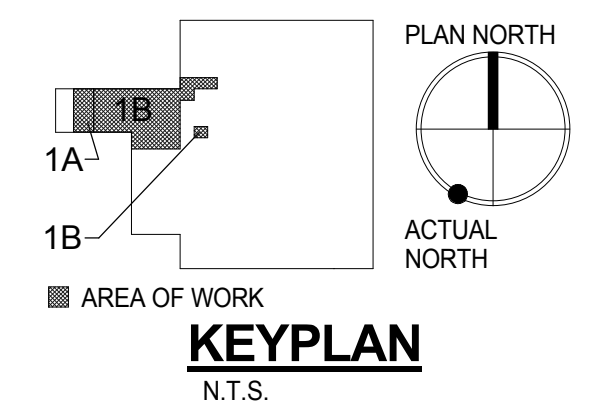 PLAN NORTH
1B
1A
1B
ACTUAL
NORTH
AREA OF WORK
KEYPLAN
N.T.S.